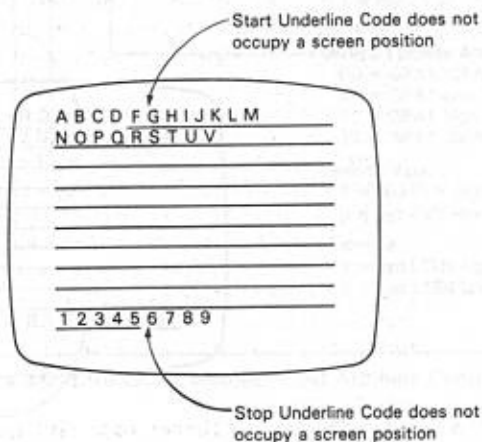 Start Underline Code does not
occupy a screen position
A B C D F G H I J K L M
N O P Q R S T U V
1 2 3 4 5 6 7 8 9
Stop Underline Code does not
occupy a screen position